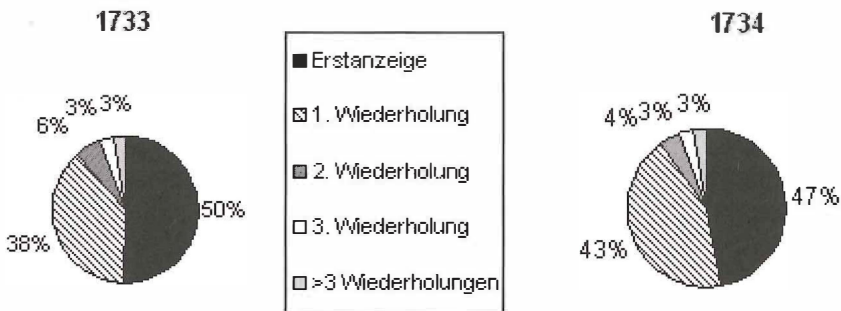 1733
1734
■ Erstanzeige
1. Wiederholung
2. Wiederholung
3. Wiederholung
>3 Wiederholungen
3% 3%
6%
50%
38%
4% 3% 3%
47%
43%